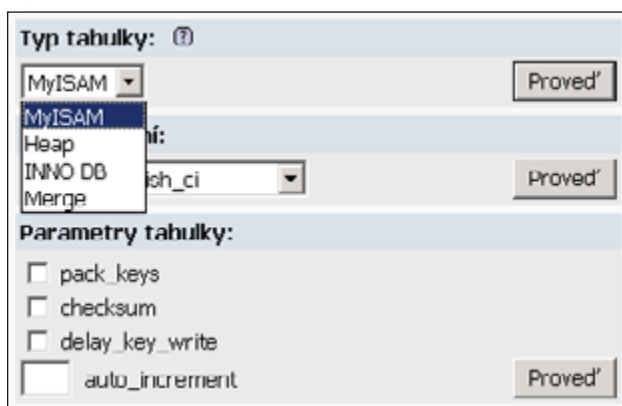 Typ tabulky:
MyISAM Proveď
MyISAM
Heap ní:
INNO DB ish_ci Proveď
Merge
Parametry tabulky:
pack_keys
checksum
delay_key_write
auto_increment Proveď